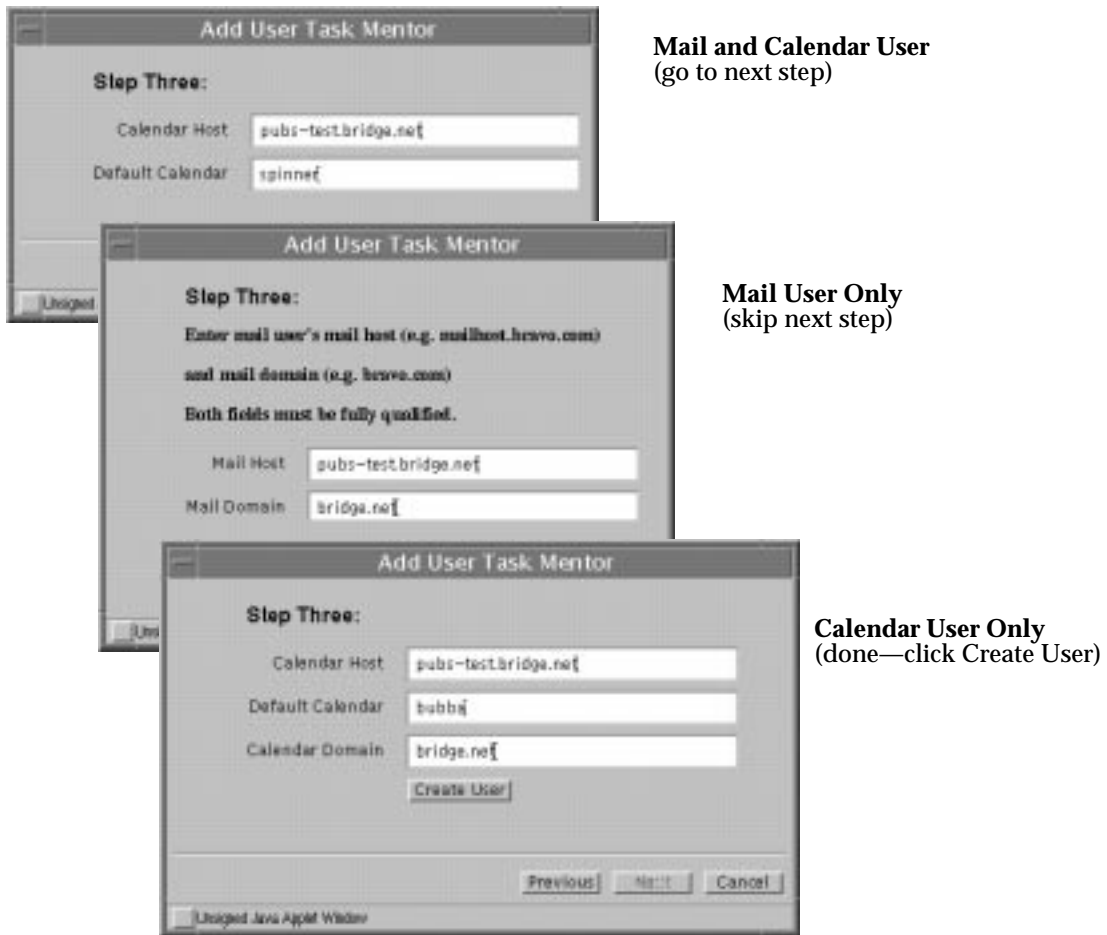 Add User Task Mentor
Step Three:
Calendar Host pubs-test.bridge.net
Default Calendar spinner
Unsigned
Mail and Calendar User
(go to next step)
Add User Task Mentor
Step Three:
Enter mail user's mail host (e.g. mailhost.bravo.com)
and mail domain (e.g. bravo.com)
Both fields must be fully qualified.
Mail Host pubs-test.bridge.net
Mail Domain bridge.net
Uns
Mail User Only
(skip next step)
Add User Task Mentor
Step Three:
Calendar Host pubs-test.bridge.net
Default Calendar bubba
Calendar Domain bridge.net
Create User
Previous Next Cancel
Unsigned Java Applet Window
Calendar User Only
(done—click Create User)